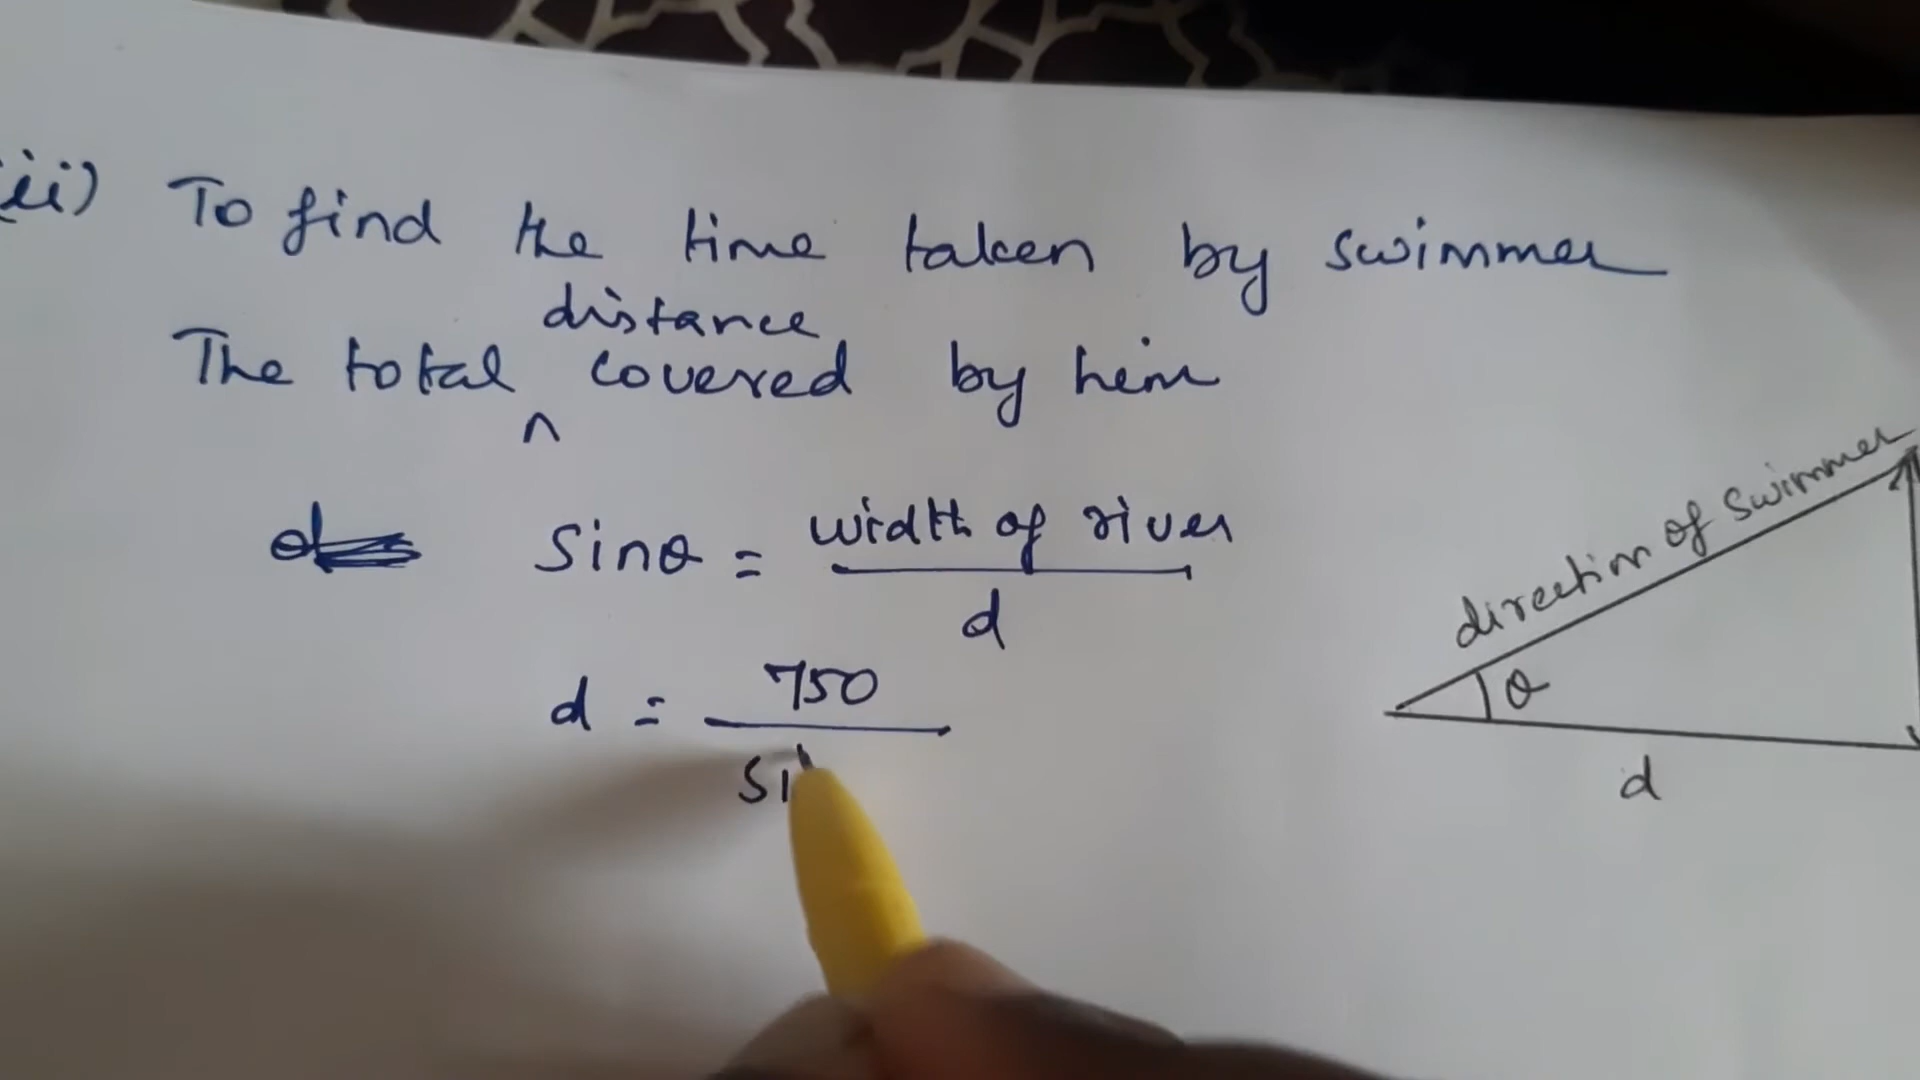 ii) To find the time taken by swimmer
distance
The total ^ covered by him
Sinθ = width of river
d
d = 750
Si
direction of swimmer
θ
d